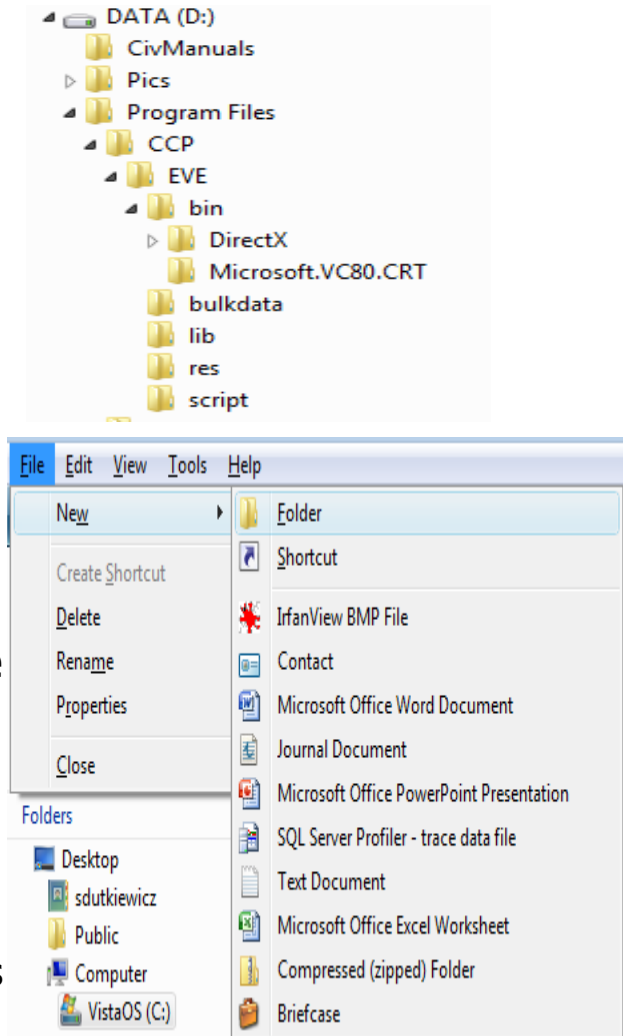 DATA (D:)
CivManuals
Pics
Program Files
CCP
EVE
bin
DirectX
Microsoft.VC80.CRT
bulkdata
lib
res
script
File Edit View Tools Help
New
Create Shortcut
Delete
Rename
Properties
Close
Folder
Shortcut
IrfanView BMP File
Contact
Microsoft Office Word Document
Journal Document
Microsoft Office PowerPoint Presentation
SQL Server Profiler - trace data file
Text Document
Microsoft Office Excel Worksheet
Compressed (zipped) Folder
Briefcase
Folders
Desktop
sdutkiewicz
Public
Computer
VistaOS (C:)